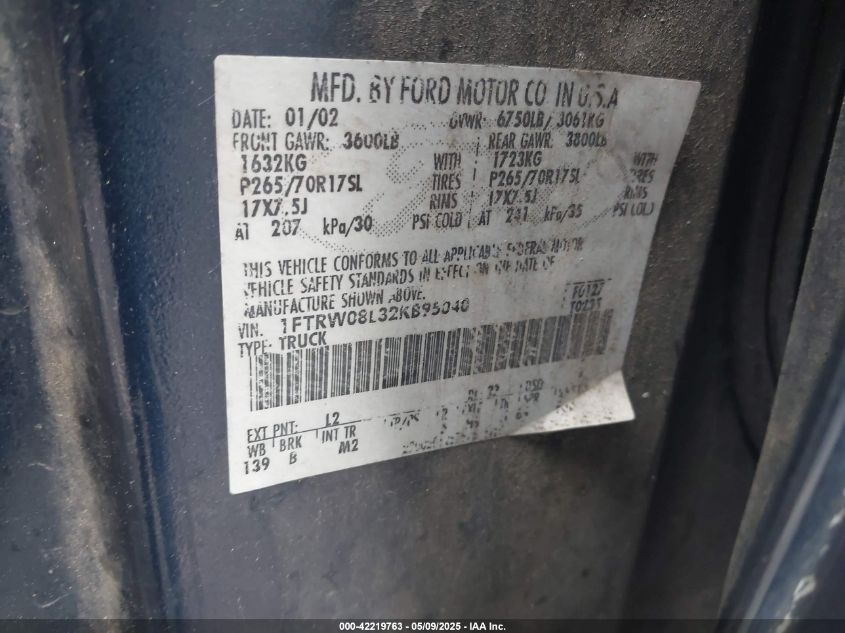 MFD. BY FORD MOTOR CO. IN U.S.A
DATE: 01/02 GVWR: 6750LB/ 3061KG
FRONT GAWR: 3600LB REAR GAWR: 3800LB
1632KG WITH 1723KG WITH
P265/70R17SL TIRES P265/70R17SL TIRES
17X7.5J RIMS 17X7.5J RIMS
AT 207 kPa/30 PSI COLD AT 241 kPa/35 PSI COLD
THIS VEHICLE CONFORMS TO ALL APPLICABLE FEDERAL MOTOR
VEHICLE SAFETY STANDARDS IN EFFECT ON THE DATE OF
MANUFACTURE SHOWN ABOVE.
VIN: 1FTRW08L32KB95040
TYPE: TRUCK
EXT PNT: L2
WB BRK INT TR
139 B M2
000-42219763 - 05/09/2025 - IAA Inc.